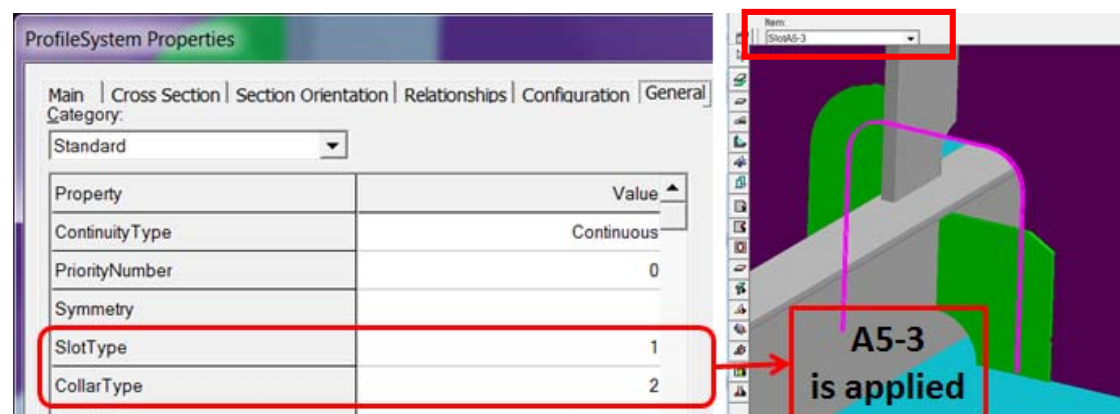 ProfileSystem Properties
Main | Cross Section | Section Orientation | Relationships | Configuration | General
Category:
Standard
Property Value
ContinuityType Continuous
PriorityNumber 0
Symmetry
SlotType 1
CollarType 2
Item:
SlotA5-3
A5-3
is applied